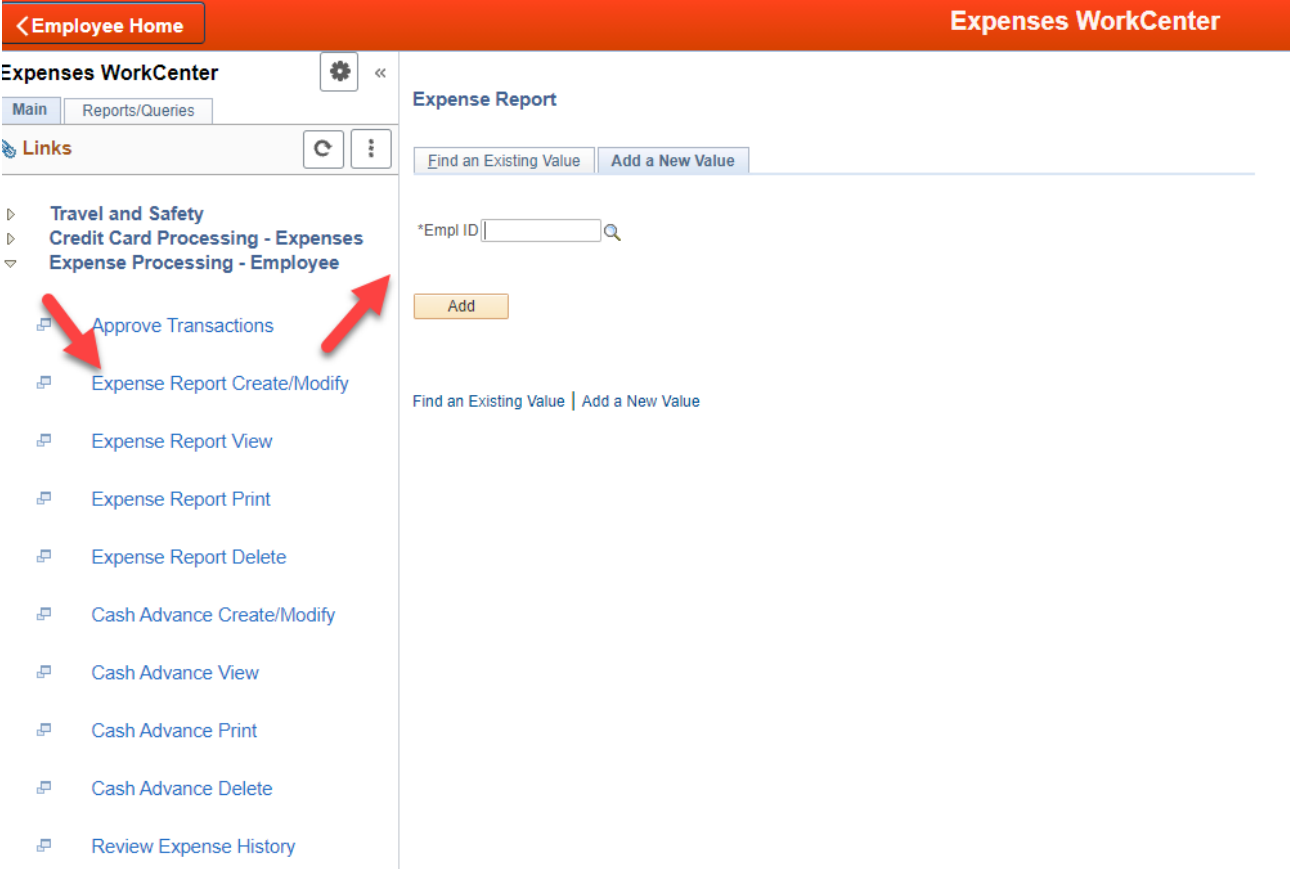 Employee Home
Expenses WorkCenter
Expenses WorkCenter
Main Reports/Queries
Links
Travel and Safety
Credit Card Processing - Expenses
Expense Processing - Employee
Approve Transactions
Expense Report Create/Modify
Expense Report View
Expense Report Print
Expense Report Delete
Cash Advance Create/Modify
Cash Advance View
Cash Advance Print
Cash Advance Delete
Review Expense History
Expense Report
Find an Existing Value Add a New Value
*Empl ID
Add
Find an Existing Value | Add a New Value